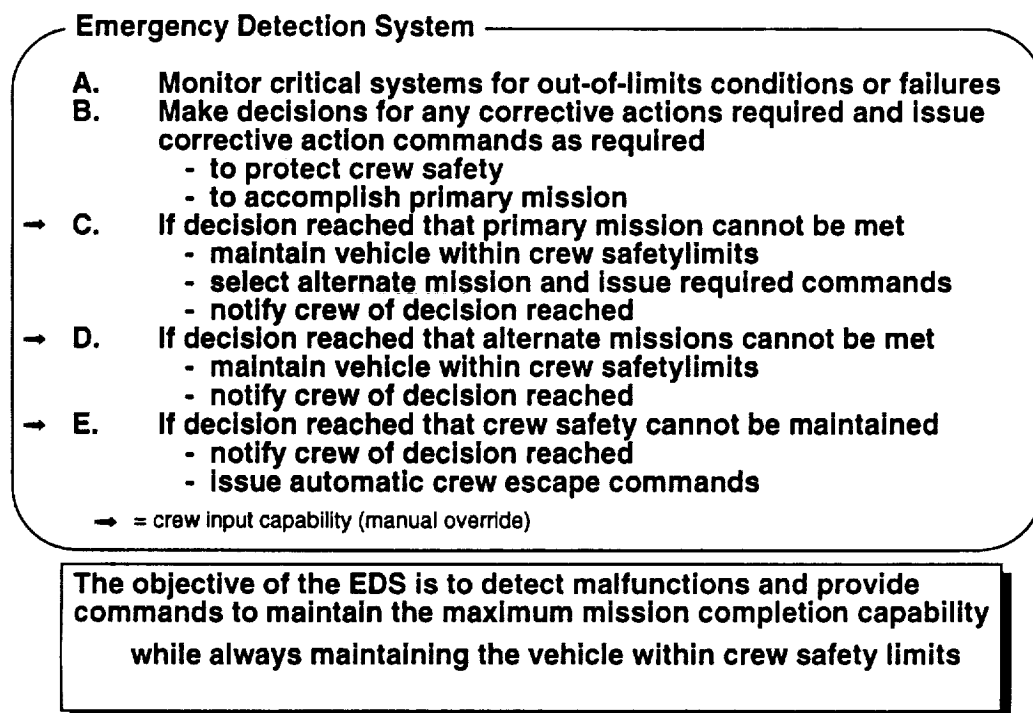 Emergency Detection System
A. Monitor critical systems for out-of-limits conditions or failures
B. Make decisions for any corrective actions required and issue
corrective action commands as required
- to protect crew safety
- to accomplish primary mission
→ C. If decision reached that primary mission cannot be met
- maintain vehicle within crew safetylimits
- select alternate mission and issue required commands
- notify crew of decision reached
→ D. If decision reached that alternate missions cannot be met
- maintain vehicle within crew safetylimits
- notify crew of decision reached
→ E. If decision reached that crew safety cannot be maintained
- notify crew of decision reached
- issue automatic crew escape commands
→ = crew input capability (manual override)
The objective of the EDS is to detect malfunctions and provide
commands to maintain the maximum mission completion capability
while always maintaining the vehicle within crew safety limits